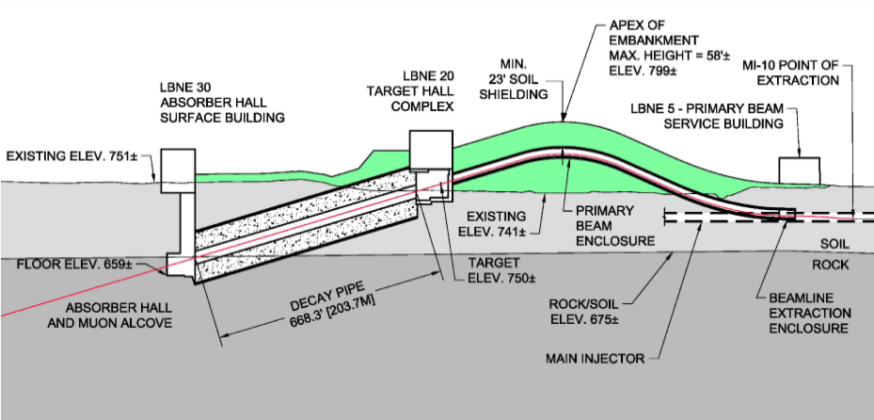 APEX OF
EMBANKMENT
MAX. HEIGHT = 58'±
ELEV. 799±
MIN.
23' SOIL
SHIELDING
MI-10 POINT OF
EXTRACTION
LBNE 20
TARGET HALL
COMPLEX
LBNE 30
ABSORBER HALL
SURFACE BUILDING
LBNE 5 - PRIMARY BEAM
SERVICE BUILDING
EXISTING ELEV. 751±
EXISTING
ELEV. 741±
PRIMARY
BEAM
ENCLOSURE
SOIL
ROCK
FLOOR ELEV. 659±
TARGET
ELEV. 750±
DECAY PIPE
668.3' [203.7M]
ABSORBER HALL
AND MUON ALCOVE
ROCK/SOIL
ELEV. 675±
BEAMLINE
EXTRACTION
ENCLOSURE
MAIN INJECTOR